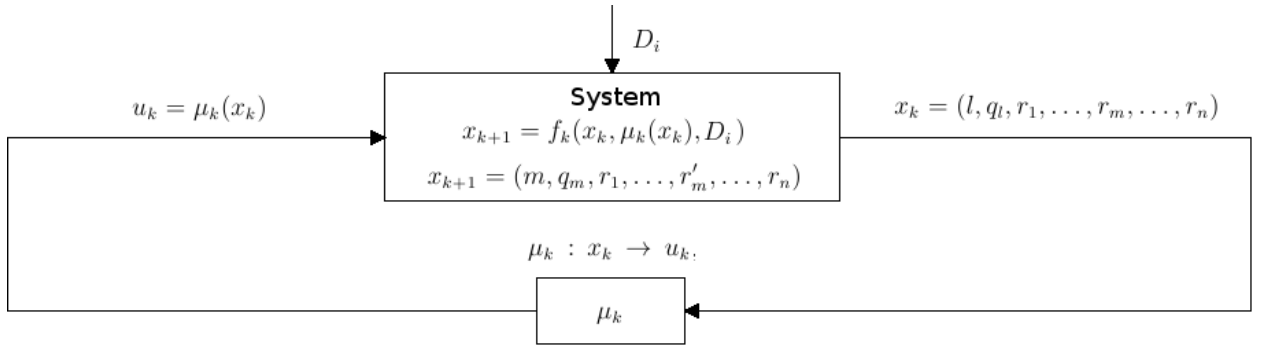 D_i
u_k = μ_k(x_k)
System
x_k = (l, q_l, r_1, . . . , r_m, . . . , r_n)
x_{k+1} = f_k(x_k, μ_k(x_k), D_i)
x_{k+1} = (m, q_m, r_1, . . . , r'_m, . . . , r_n)
μ_k : x_k → u_k
μ_k